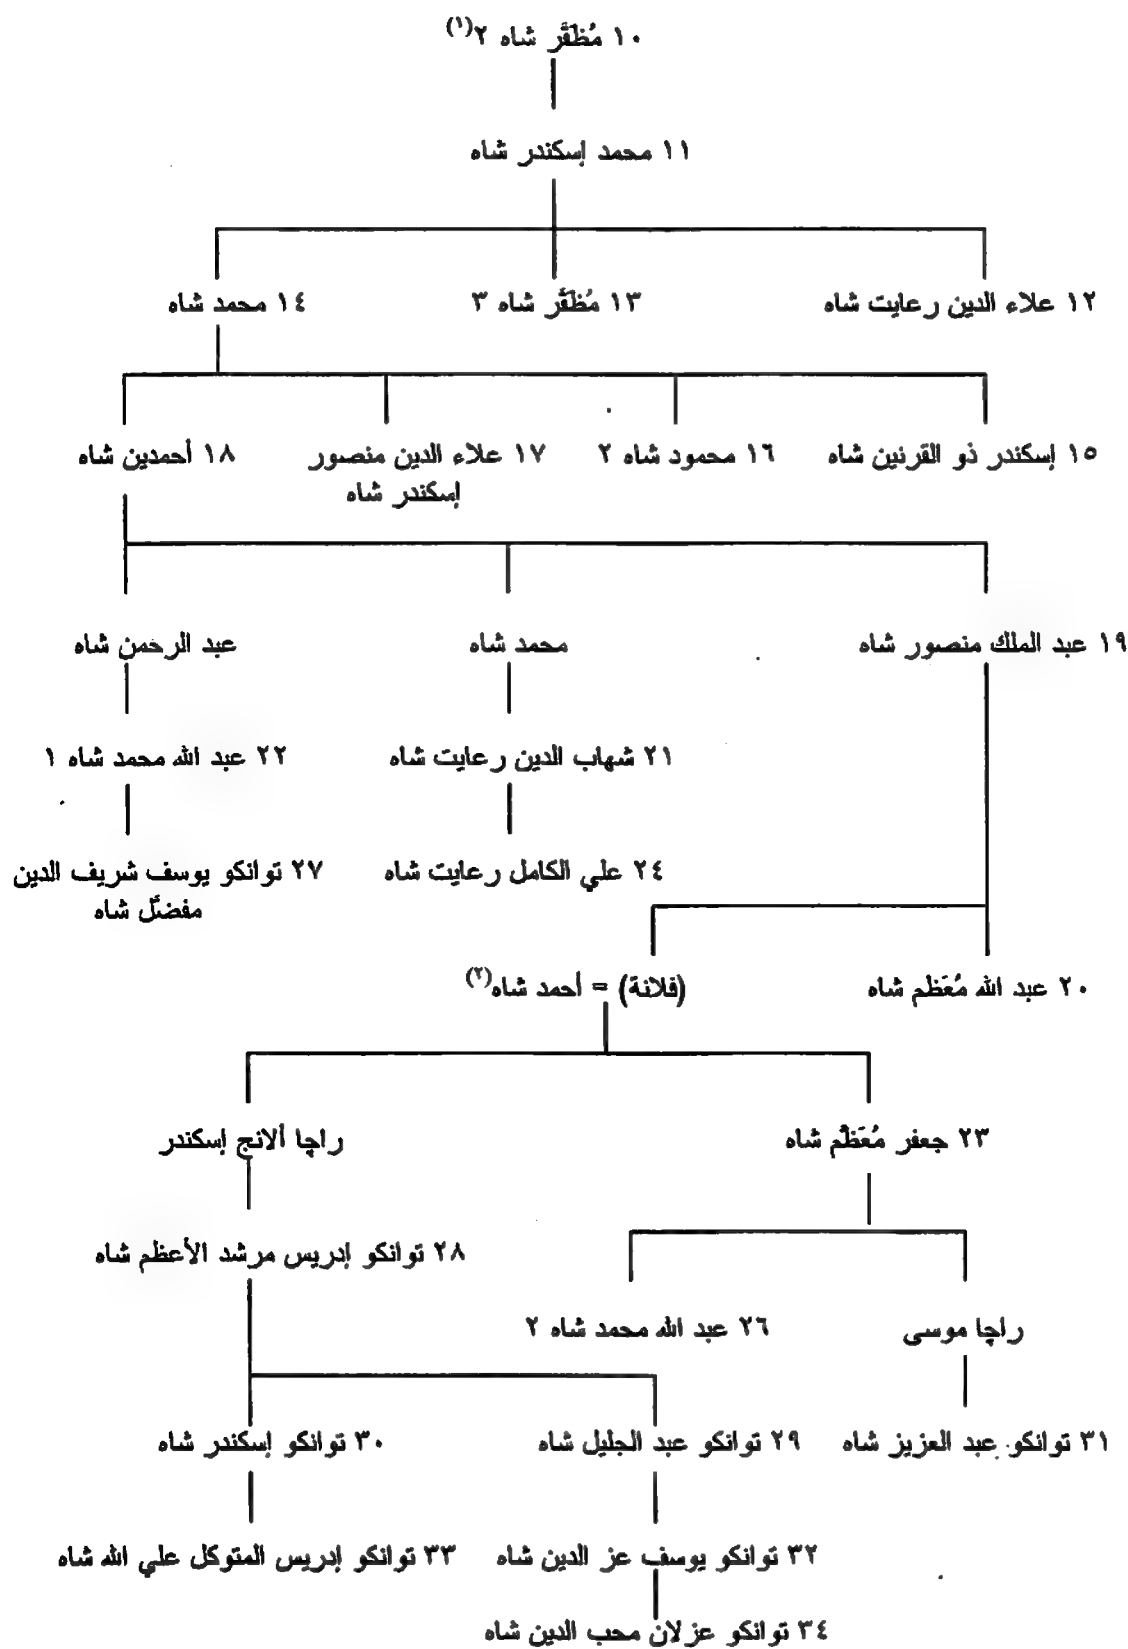 ١٠ مُظَفَّر شاه ٢(١)
١١ محمد إسكندر شاه
١٢ علاء الدين رعايت شاه
١٣ مُظَفَّر شاه ٣
١٤ محمد شاه
١٥ إسكندر ذو القرنين شاه
١٦ محمود شاه ٢
١٧ علاء الدين منصور
إسكندر شاه
١٨ أحمدين شاه
١٩ عبد الملك منصور شاه
محمد شاه
عبد الرحمن شاه
٢١ شهاب الدين رعايت شاه
٢٢ عبد الله محمد شاه ١
٢٤ علي الكامل رعايت شاه
٢٧ توانكو يوسف شريف الدين
مفضّل شاه
٢٠ عبد الله مُعَظم شاه
(فلانة) = أحمد شاه(٢)
٢٣ جعفر مُعَظَّم شاه
راچا ألانج إسكندر
٢٨ توانكو إدريس مرشد الأعظم شاه
راچا موسى
٢٦ عبد الله محمد شاه ٢
٣١ توانكو عبد العزيز شاه
٢٩ توانكو عبد الجليل شاه
٣٠ توانكو إسكندر شاه
٣٢ توانكو يوسف عز الدين شاه
٣٣ توانكو إدريس المتوكل علي الله شاه
٣٤ توانكو عزلان محب الدين شاه